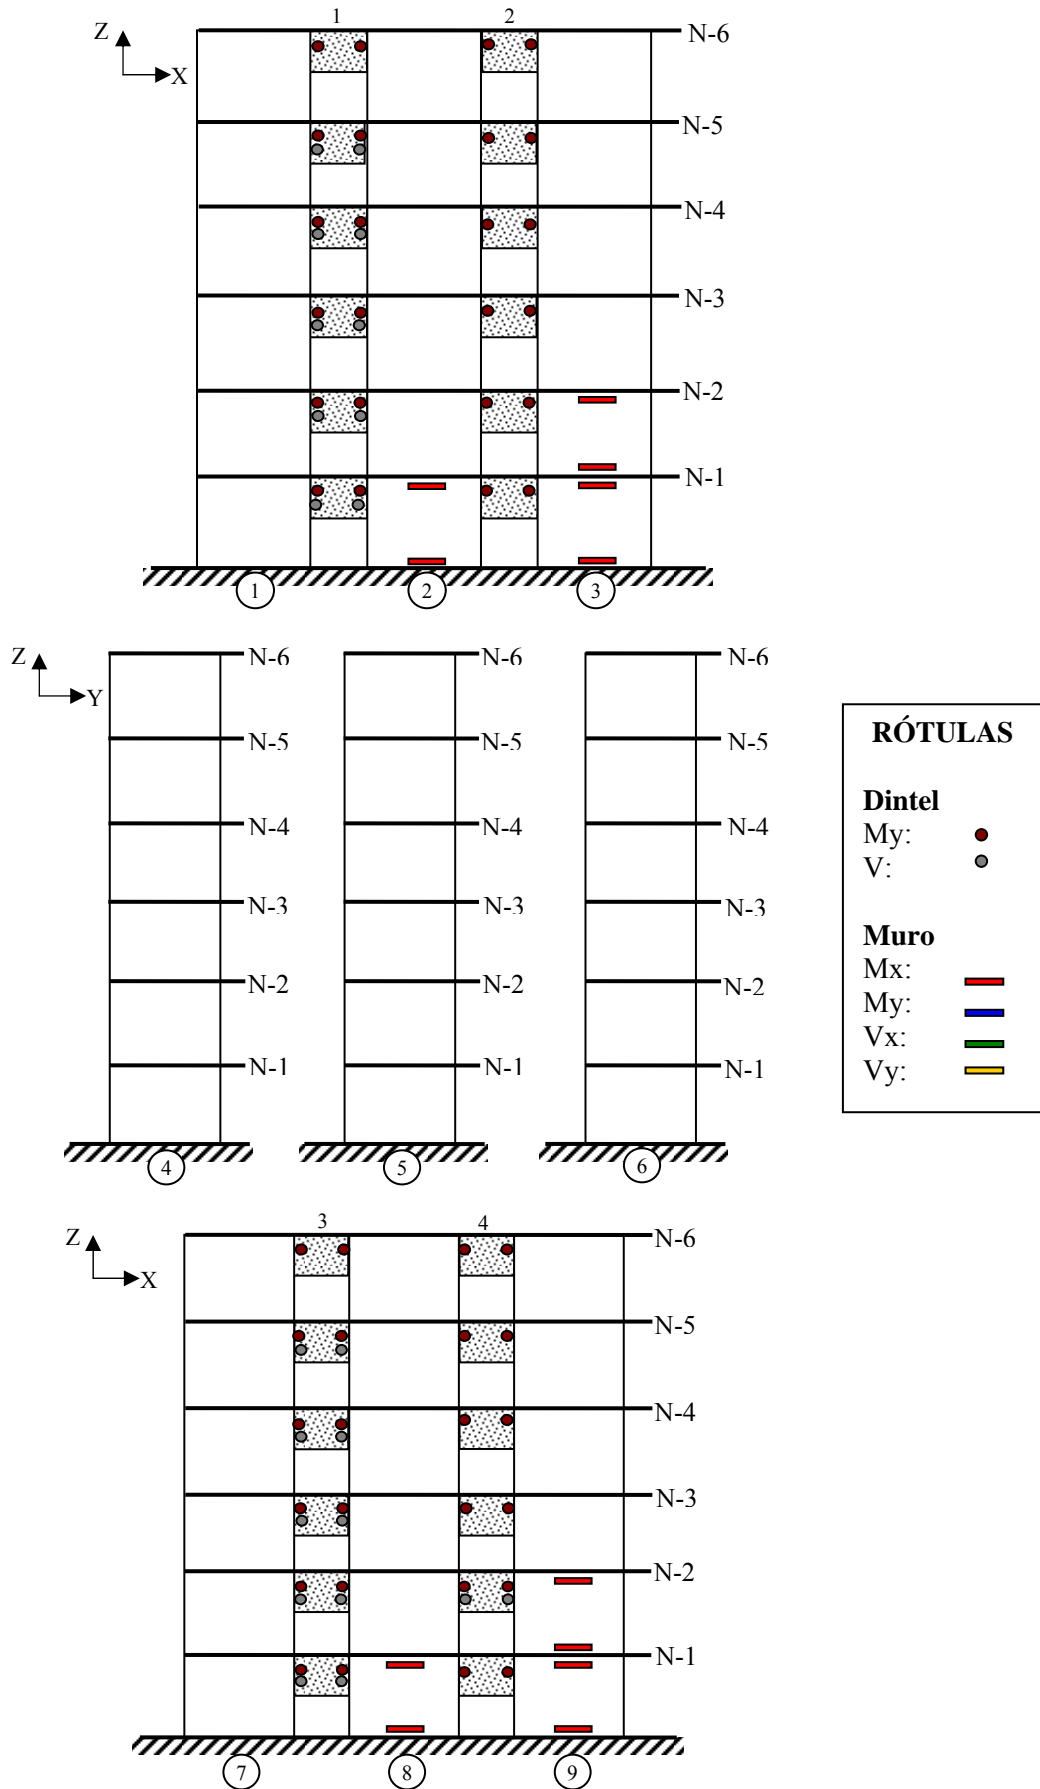 1 2
Z
X
N-6
N-5
N-4
N-3
N-2
N-1
1 2 3
Z
Y
N-6 N-6 N-6
N-5 N-5 N-5
N-4 N-4 N-4
N-3 N-3 N-3
N-2 N-2 N-2
N-1 N-1 N-1
4 5 6
RÓTULAS
Dintel
My:
V:
Muro
Mx:
My:
Vx:
Vy:
3 4
Z
X
N-6
N-5
N-4
N-3
N-2
N-1
7 8 9